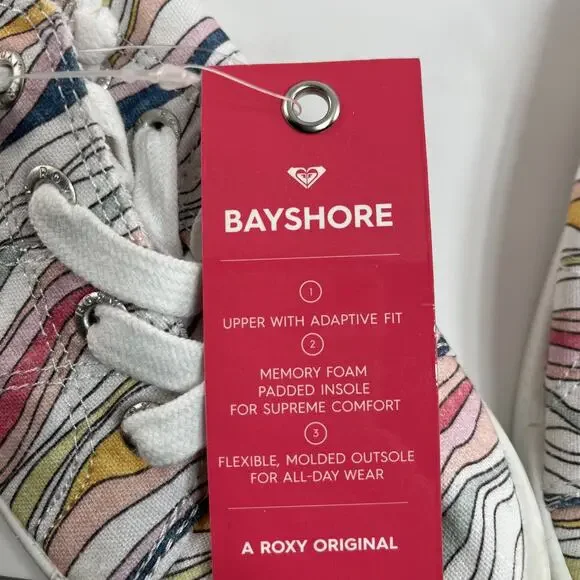 BAYSHORE
1
UPPER WITH ADAPTIVE FIT
2
MEMORY FOAM
PADDED INSOLE
FOR SUPREME COMFORT
3
FLEXIBLE, MOLDED OUTSOLE
FOR ALL-DAY WEAR
A ROXY ORIGINAL